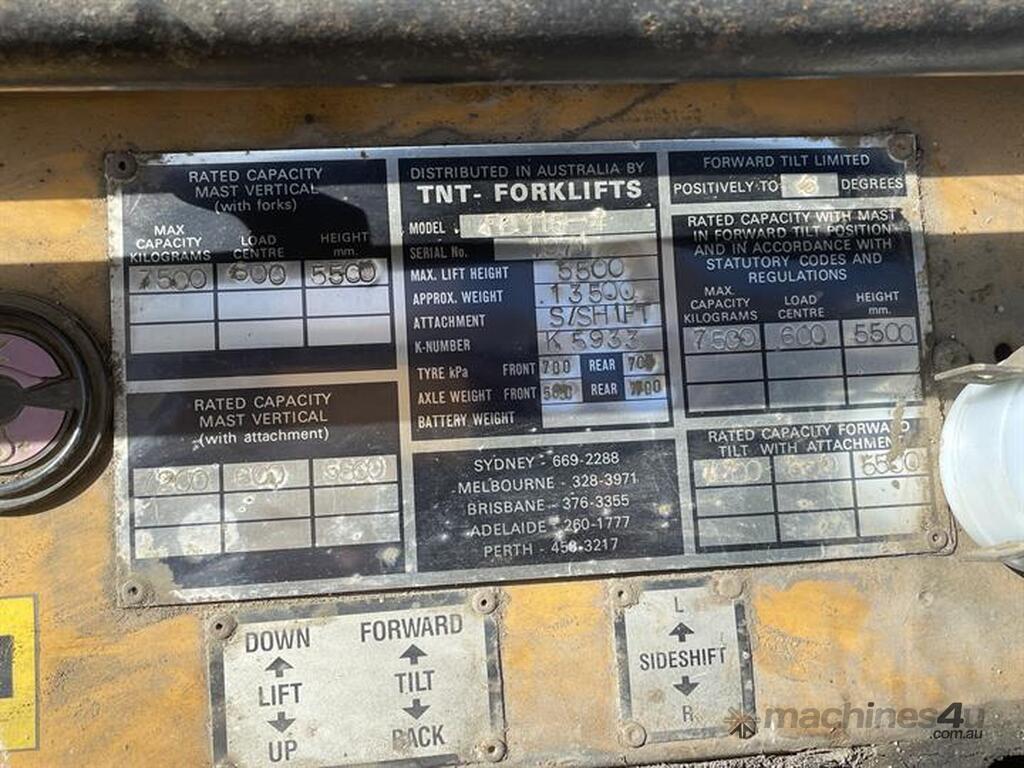 RATED CAPACITY
MAST VERTICAL
(with forks)
MAX.
CAPACITY
KILOGRAMS
LOAD
CENTRE
HEIGHT
mm.
7500 600 5500
RATED CAPACITY
MAST VERTICAL
(with attachment)
DISTRIBUTED IN AUSTRALIA BY
TNT- FORKLIFTS
MODEL
SERIAL No.
MAX. LIFT HEIGHT 5500
APPROX. WEIGHT 13500
ATTACHMENT S/SHIFT
K-NUMBER K 5933
TYRE kPa FRONT 700 REAR
AXLE WEIGHT FRONT REAR
BATTERY WEIGHT
SYDNEY - 669-2288
MELBOURNE - 328-3971
BRISBANE - 376-3355
ADELAIDE - 260-1777
PERTH - 458-3217
FORWARD TILT LIMITED
POSITIVELY TO DEGREES
RATED CAPACITY WITH MAST
IN FORWARD TILT POSITION
AND IN ACCORDANCE WITH
STATUTORY CODES AND
REGULATIONS
MAX.
CAPACITY
KILOGRAMS
LOAD
CENTRE
HEIGHT
mm.
7500 600 5500
RATED CAPACITY FORWARD
TILT WITH ATTACHMENT
5500
DOWN
LIFT
UP
FORWARD
TILT
BACK
L
SIDESHIFT
R
machines4u
.com.au